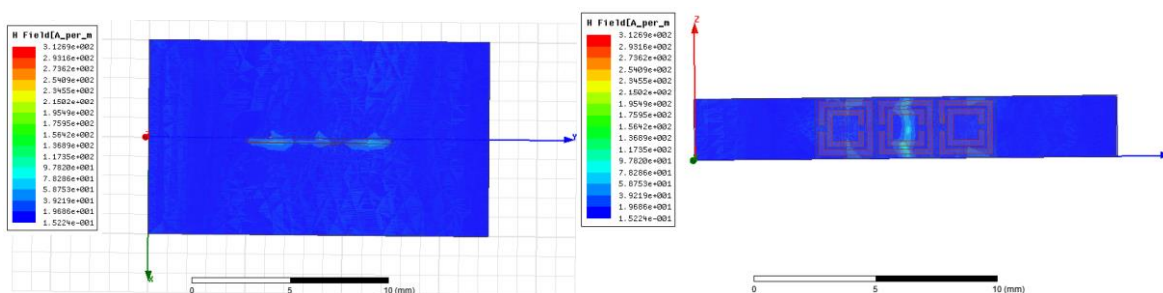 H Field[A_per_m
3.1269e+002
2.9316e+002
2.7362e+002
2.5409e+002
2.3455e+002
2.1502e+002
1.9549e+002
1.7595e+002
1.5642e+002
1.3689e+002
1.1735e+002
9.7820e+001
7.8286e+001
5.8753e+001
3.9219e+001
1.9686e+001
1.5224e-001
Y
X
0
5
10 (mm)
H Field[A_per_m
3.1269e+002
2.9316e+002
2.7362e+002
2.5409e+002
2.3455e+002
2.1502e+002
1.9549e+002
1.7595e+002
1.5642e+002
1.3689e+002
1.1735e+002
9.7820e+001
7.8286e+001
5.8753e+001
3.9219e+001
1.9686e+001
1.5224e-001
Z
0
5
10 (mm)